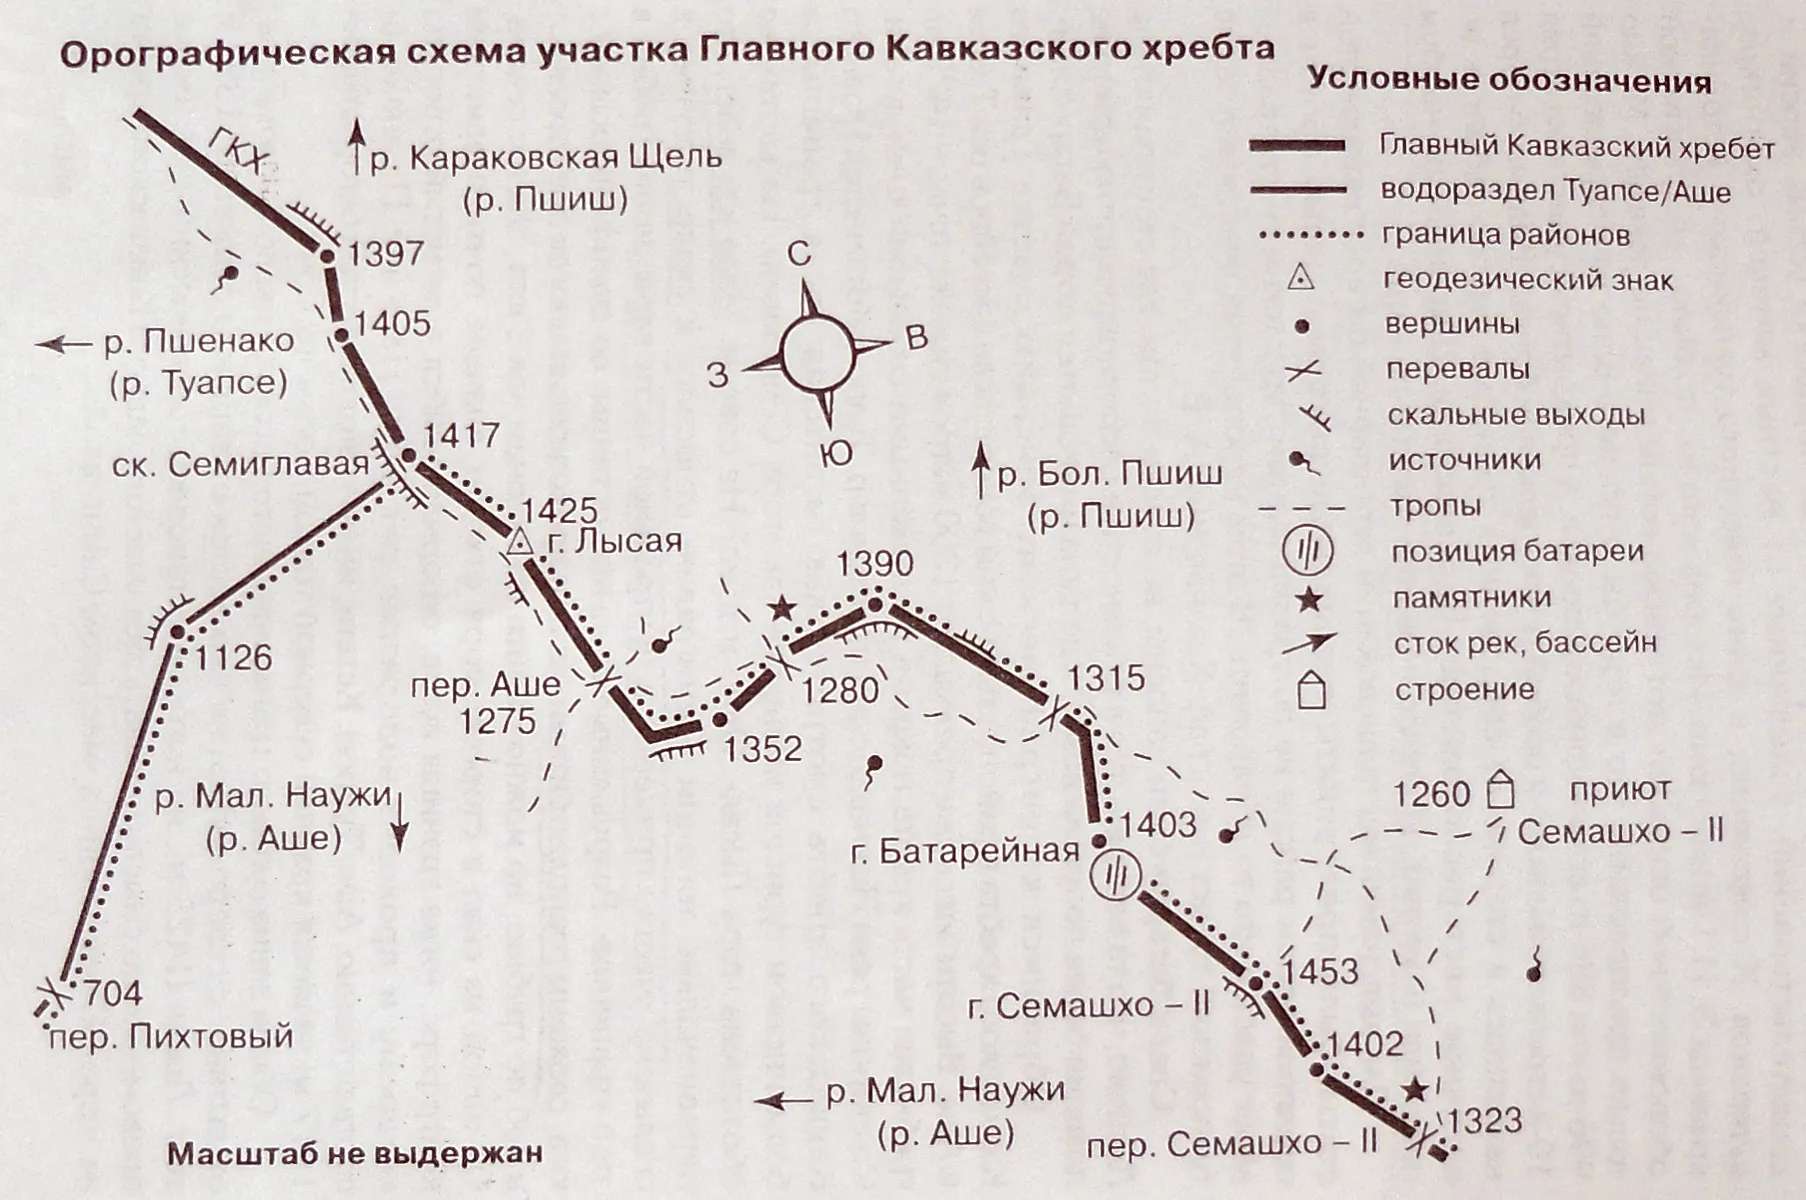 Орографическая схема участка Главного Кавказского хребта
Условные обозначения
Главный Кавказский хребет
водораздел Туапсе/Аше
граница районов
геодезический знак
вершины
перевалы
скальные выходы
источники
тропы
позиция батареи
памятники
сток рек, бассейн
строение
ГКХ
р. Караковская Щель
(р. Пшиш)
1397
1405
р. Пшенако
(р. Туапсе)
С
В
З
Ю
1417
ск. Семиглавая
1425
г. Лысая
р. Бол. Пшиш
(р. Пшиш)
1390
1126
пер. Аше
1275
1280
1315
1352
р. Мал. Наужи
(р. Аше)
1260
приют
Семашхо – II
1403
г. Батарейная
1453
г. Семашхо – II
704
пер. Пихтовый
1402
р. Мал. Наужи
(р. Аше)
1323
пер. Семашхо – II
Масштаб не выдержан